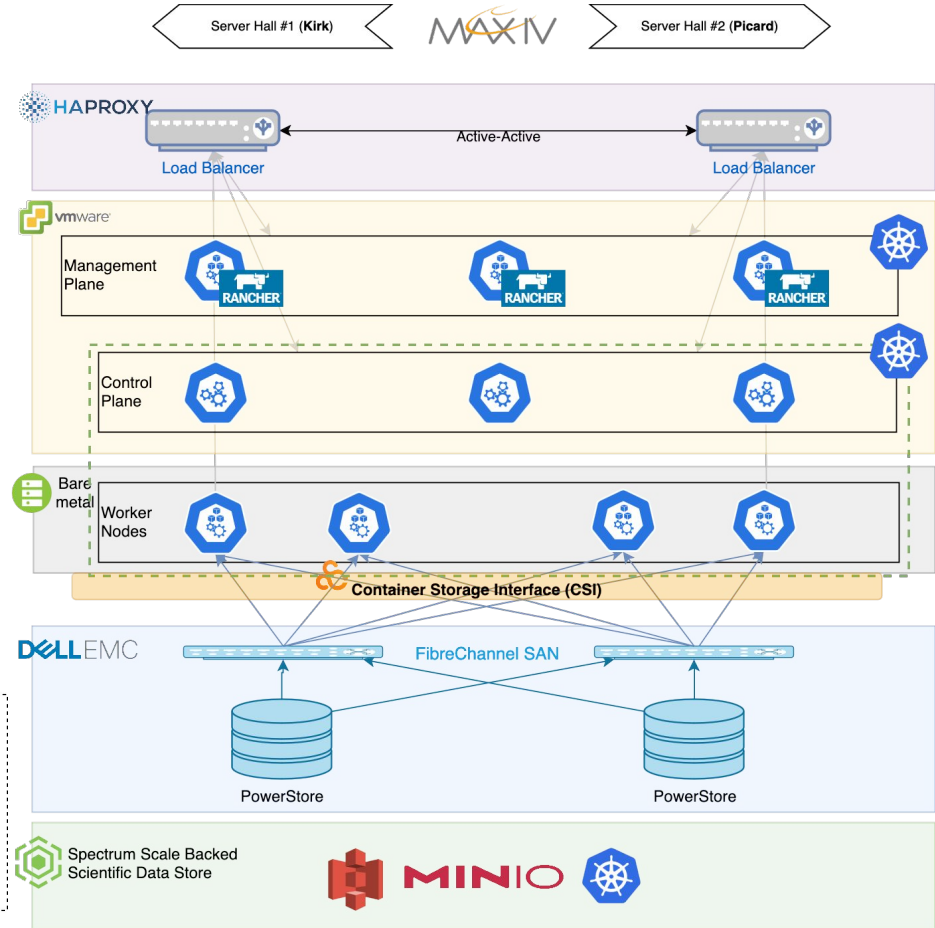 Server Hall #1 (Kirk)
MAXIV
Server Hall #2 (Picard)
HAPROXY
Active-Active
Load Balancer
Load Balancer
vmware
Management
Plane
RANCHER
RANCHER
RANCHER
Control
Plane
Bare
metal
Worker
Nodes
Container Storage Interface (CSI)
DELLEMC
FibreChannel SAN
PowerStore
PowerStore
Spectrum Scale Backed
Scientific Data Store
MINIO